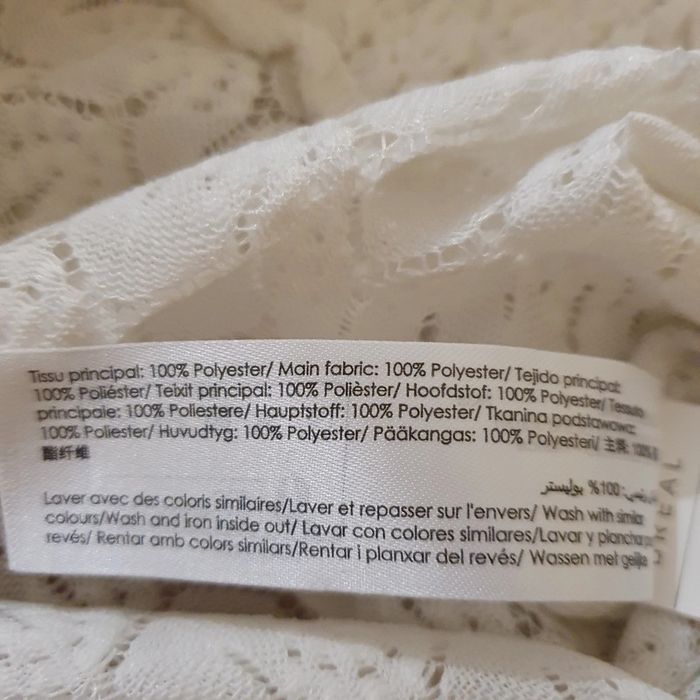 Tissu principal: 100% Polyester/ Main fabric: 100% Polyester/ Tejido principal:
100% Poliéster/ Teixit principal: 100% Polièster/ Hoofdstof: 100% Polyester/ Tessuto
principale: 100% Poliestere/ Hauptstoff: 100% Polyester/ Tkanina podstawowa:
100% Poliester/ Huvudtyg: 100% Polyester/ Pääkangas: 100% Polyesteri/ 主料: 100%
酯纤维
100% بوليستر
Laver avec des coloris similaires/Laver et repasser sur l'envers/ Wash with similar
colours/Wash and iron inside out/ Lavar con colores similares/Lavar y planchar
revés/ Rentar amb colors similars/Rentar i planxar del revés/ Wassen met gelijke